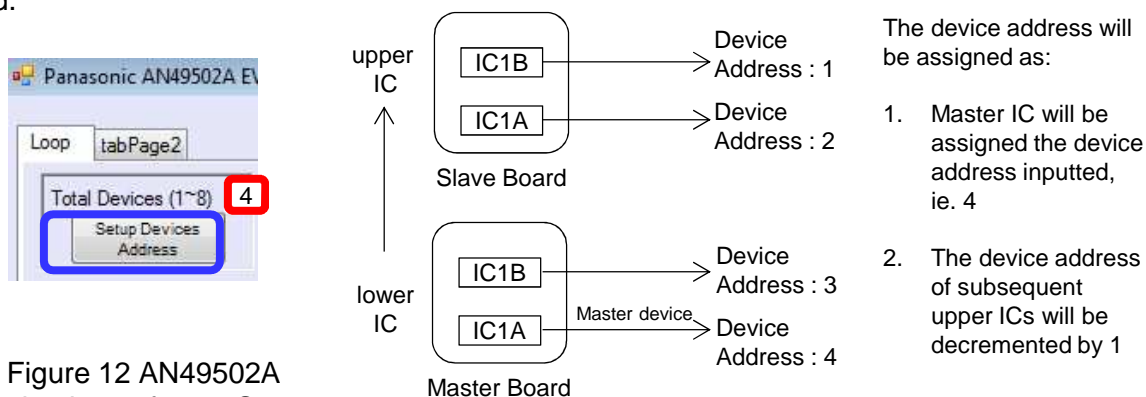 d.
Panasonic AN49502A EV
Loop
tabPage2
Total Devices (1~8)
4
Setup Devices
Address
upper
IC
lower
IC
IC1B
IC1A
Slave Board
Device
Address : 1
Device
Address : 2
IC1B
IC1A
Master device
Master Board
Device
Address : 3
Device
Address : 4
The device address will
be assigned as:
1. Master IC will be
assigned the device
address inputted,
ie. 4
2. The device address
of subsequent
upper ICs will be
decremented by 1
Figure 12 AN49502A